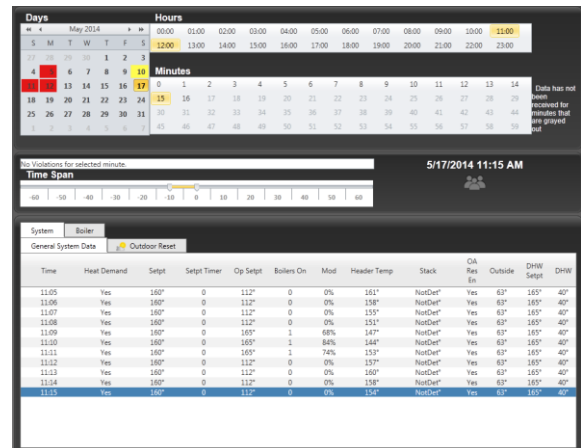 Days
May 2014
S M T W T F S
27 28 29 30 1 2 3
4 5 6 7 8 9 10
11 12 13 14 15 16 17
18 19 20 21 22 23 24
25 26 27 28 29 30 31
1 2 3 4 5 6 7
Hours
00:00 01:00 02:00 03:00 04:00 05:00 06:00 07:00 08:00 09:00 10:00 11:00
12:00 13:00 14:00 15:00 16:00 17:00 18:00 19:00 20:00 21:00 22:00 23:00
Minutes
0 1 2 3 4 5 6 7 8 9 10 11 12 13 14
15 16 17 18 19 20 21 22 23 24 25 26 27 28 29
30 31 32 33 34 35 36 37 38 39 40 41 42 43 44
45 46 47 48 49 50 51 52 53 54 55 56 57 58 59
Data has not
been
received for
minutes that
are grayed
out
No Violations for selected minute.
Time Span
-60 -50 -40 -30 -20 -10 0 10 20 30 40 50 60
5/17/2014 11:15 AM
System Boiler
General System Data Outdoor Reset
Time Heat Demand Setpt Setpt Timer Op Setpt Boilers On Mod Header Temp Stack OA Res En Outside DHW Setpt DHW
11:05 Yes 160° 0 112° 0 0% 161° NotDet° Yes 63° 165° 40°
11:06 Yes 160° 0 112° 0 0% 158° NotDet° Yes 63° 165° 40°
11:07 Yes 160° 0 112° 0 0% 155° NotDet° Yes 63° 165° 40°
11:08 Yes 160° 0 112° 0 0% 151° NotDet° Yes 63° 165° 40°
11:09 Yes 160° 0 165° 1 68% 147° NotDet° Yes 63° 165° 40°
11:10 Yes 160° 0 165° 1 84% 144° NotDet° Yes 63° 165° 40°
11:11 Yes 160° 0 165° 1 74% 153° NotDet° Yes 63° 165° 40°
11:12 Yes 160° 0 112° 0 0% 157° NotDet° Yes 63° 165° 40°
11:13 Yes 160° 0 112° 0 0% 160° NotDet° Yes 63° 165° 40°
11:14 Yes 160° 0 112° 0 0% 158° NotDet° Yes 63° 165° 40°
11:15 Yes 160° 0 112° 0 0% 154° NotDet° Yes 63° 165° 40°